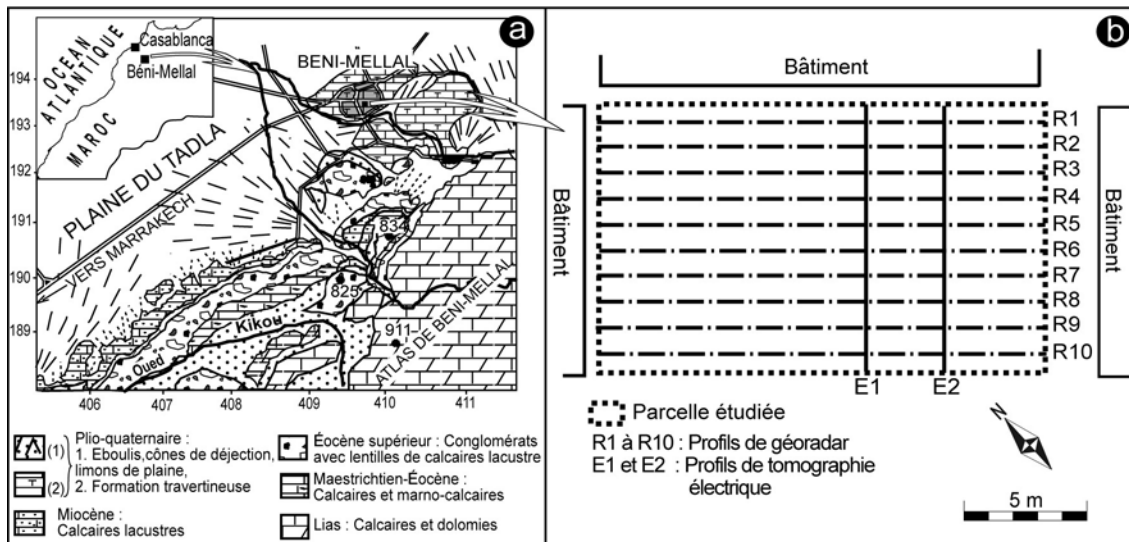 a
OCEAN
ATLANTIQUE
Casablanca
Béni-Mellal
MAROC
BENI-MELLAL
194
193
192
191
190
189
PLAINE DU TADLA
VERS MARRAKECH
834
825
911
Oued Kikou
ATLAS DE BENI-MELLAL
406 407 408 409 410 411
(1)
(2)
Plio-quaternaire :
1. Eboulis,cônes de déjection,
limons de plaine,
2. Formation travertineuse
Miocène :
Calcaires lacustres
Éocène supérieur : Conglomérats
avec lentilles de calcaires lacustre
Maestrichtien-Éocène :
Calcaires et marno-calcaires
Lias : Calcaires et dolomies
b
Bâtiment
Bâtiment
Bâtiment
R1
R2
R3
R4
R5
R6
R7
R8
R9
R10
E1 E2
Parcelle étudiée
R1 à R10 : Profils de géoradar
E1 et E2 : Profils de tomographie
électrique
N
5 m